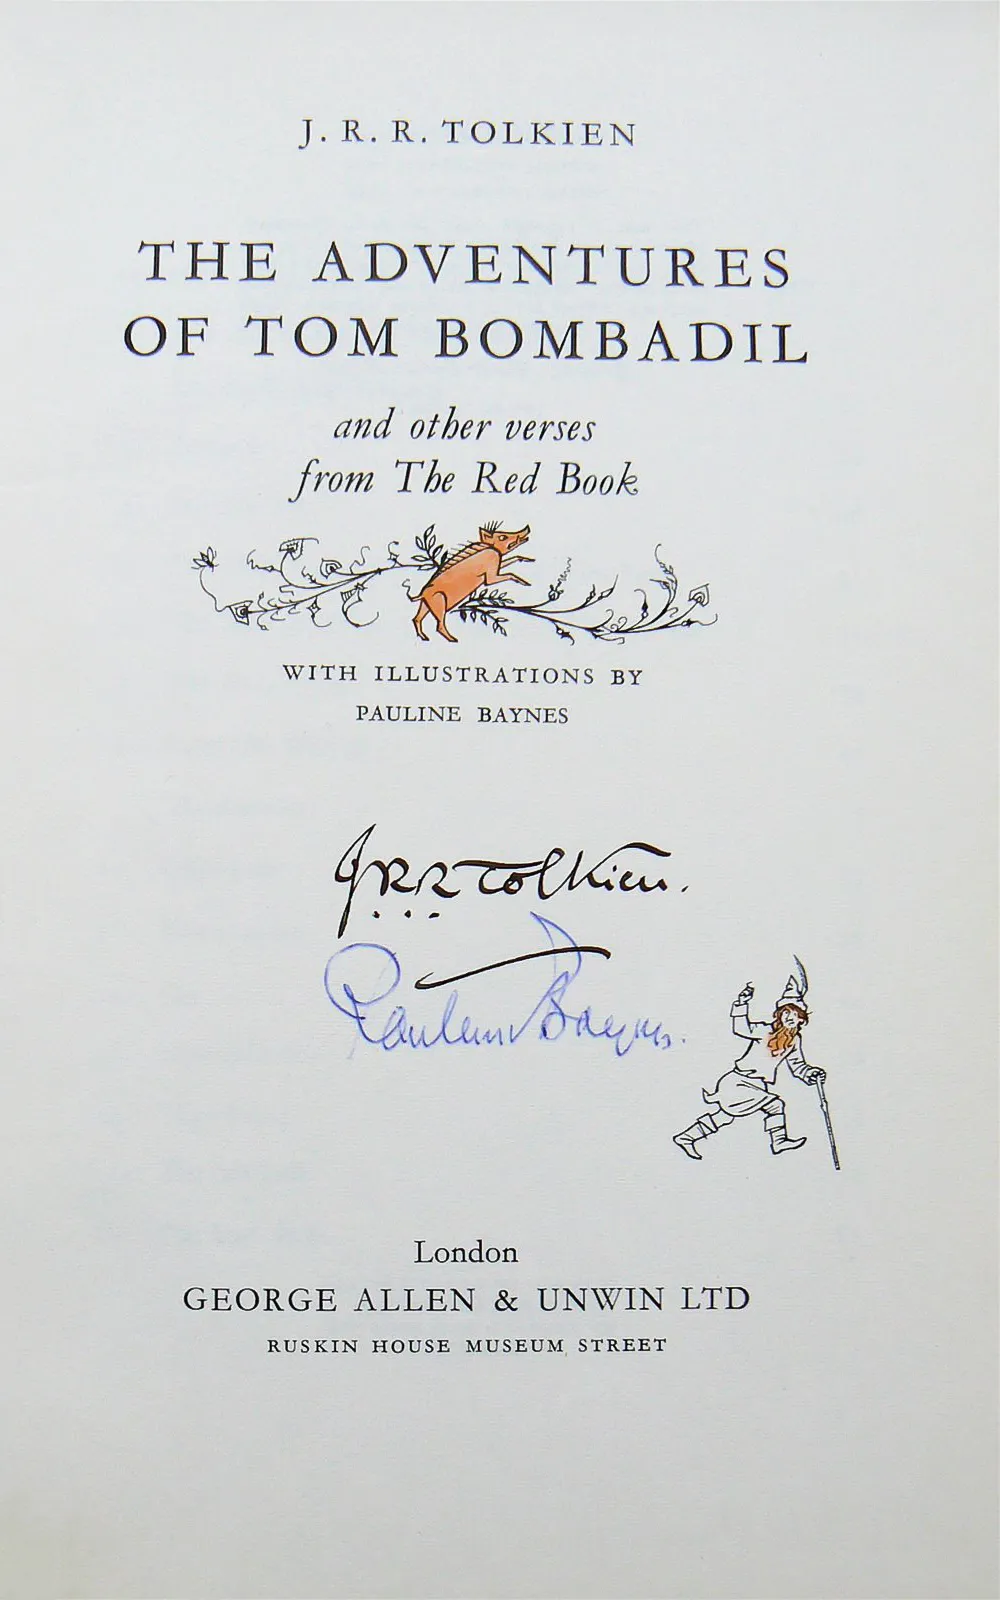 J. R. R. TOLKIEN
THE ADVENTURES
OF TOM BOMBADIL
and other verses
from The Red Book
WITH ILLUSTRATIONS BY
PAULINE BAYNES
JRR Tolkien.
Pauline Baynes.
London
GEORGE ALLEN & UNWIN LTD
RUSKIN HOUSE MUSEUM STREET